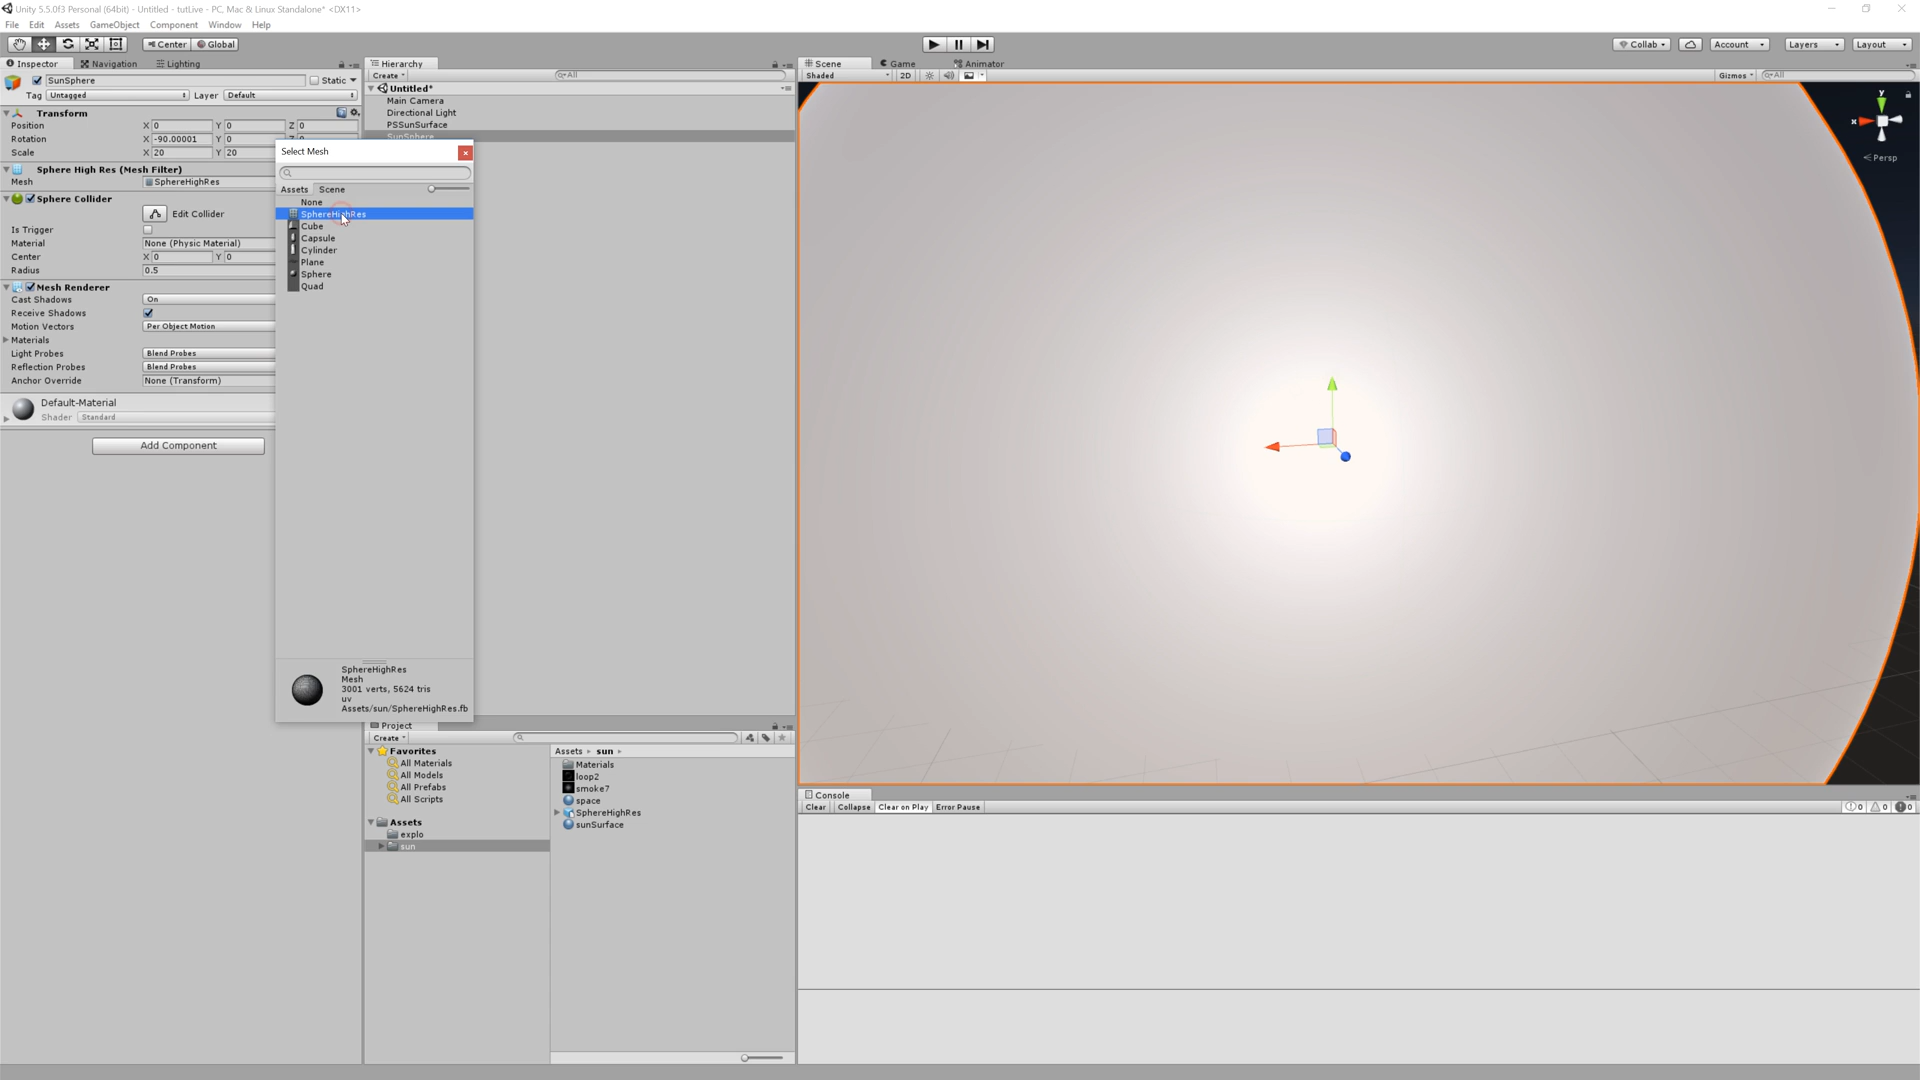 Unity 5.5.0f3 Personal (64bit) - Untitled - tutLive - PC, Mac & Linux Standalone* <DX11>
File Edit Assets GameObject Component Window Help
Center Global
Collab Account Layers Layout
Inspector Navigation Lighting
SunSphere Static
Tag Untagged Layer Default
Transform
Position X 0 Y 0 Z 0
Rotation X -90.00001 Y 0
Scale X 20 Y 20
Sphere High Res (Mesh Filter)
Mesh SphereHighRes
Sphere Collider
Edit Collider
Is Trigger
Material None (Physic Material)
Center X 0 Y 0
Radius 0.5
Mesh Renderer
Cast Shadows On
Receive Shadows
Motion Vectors Per Object Motion
Materials
Light Probes Blend Probes
Reflection Probes Blend Probes
Anchor Override None (Transform)
Default-Material
Shader Standard
Add Component
Hierarchy
Create All
Untitled*
Main Camera
Directional Light
PSSunSurface
SunSphere
Select Mesh
Assets Scene
None
SphereHighRes
Cube
Capsule
Cylinder
Plane
Sphere
Quad
SphereHighRes
Mesh
3001 verts, 5624 tris
uv
Assets/sun/SphereHighRes.fb
Project
Create
Favorites
All Materials
All Models
All Prefabs
All Scripts
Assets
explo
sun
Assets sun
Materials
loop2
smoke7
space
SphereHighRes
sunSurface
Scene Game Animator
Shaded 2D Gizmos All
y
x
Persp
Console
Clear Collapse Clear on Play Error Pause 0 0 0